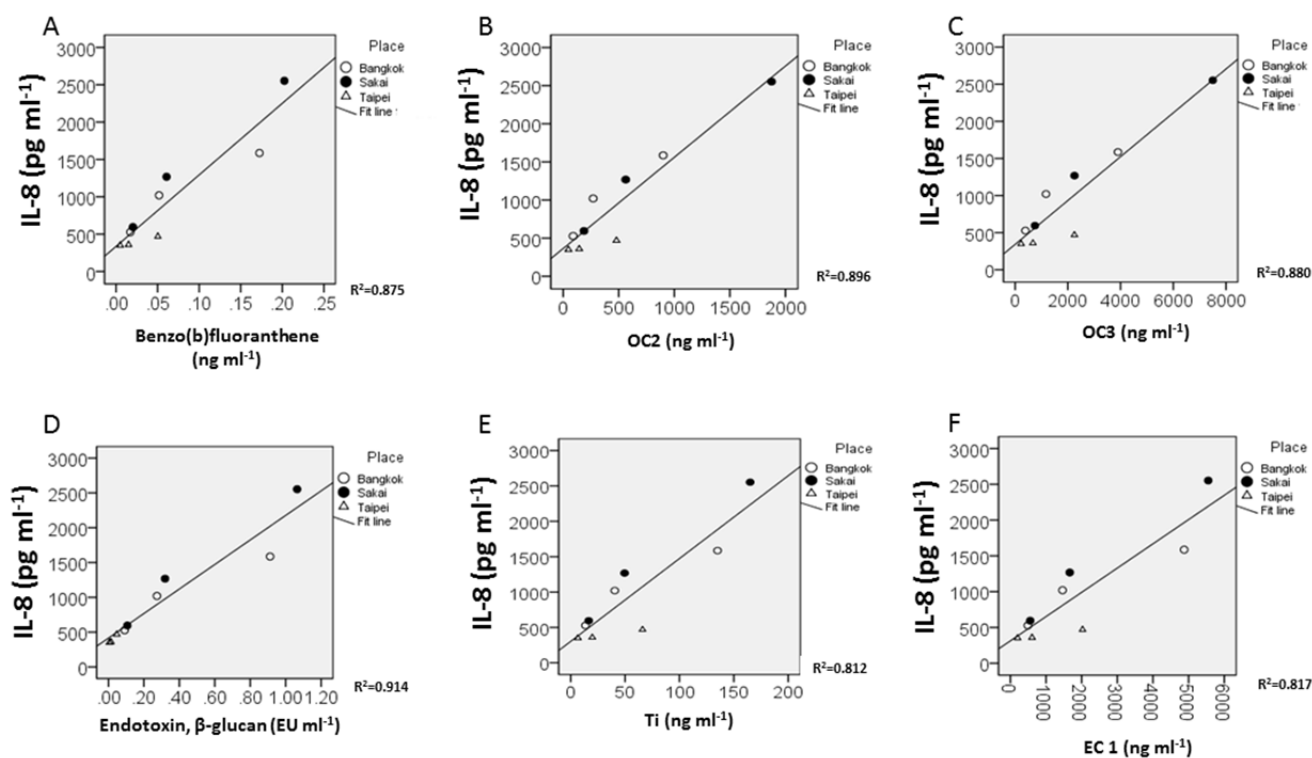 A
IL-8 (pg ml-1)
3000
2500
2000
1500
1000
500
0
.00 .05 .10 .15 .20 .25
Benzo(b)fluoranthene
(ng ml-1)
Place
Bangkok
Sakai
Taipei
Fit line
R2=0.875
B
IL-8 (pg ml-1)
3000
2500
2000
1500
1000
500
0
0 500 1000 1500 2000
OC2 (ng ml-1)
Place
Bangkok
Sakai
Taipei
Fit line
R2=0.896
C
IL-8 (pg ml-1)
3000
2500
2000
1500
1000
500
0
0 2000 4000 6000 8000
OC3 (ng ml-1)
Place
Bangkok
Sakai
Taipei
Fit line
R2=0.880
D
IL-8 (pg ml-1)
3000
2500
2000
1500
1000
500
0
.00 .20 .40 .60 .80 1.00 1.20
Endotoxin, β-glucan (EU ml-1)
Place
Bangkok
Sakai
Taipei
Fit line
R2=0.914
E
IL-8 (pg ml-1)
3000
2500
2000
1500
1000
500
0
0 50 100 150 200
Ti (ng ml-1)
Place
Bangkok
Sakai
Taipei
Fit line
R2=0.812
F
IL-8 (pg ml-1)
3000
2500
2000
1500
1000
500
0
0 1000 2000 3000 4000 5000 6000
EC 1 (ng ml-1)
Place
Bangkok
Sakai
Taipei
Fit line
R2=0.817